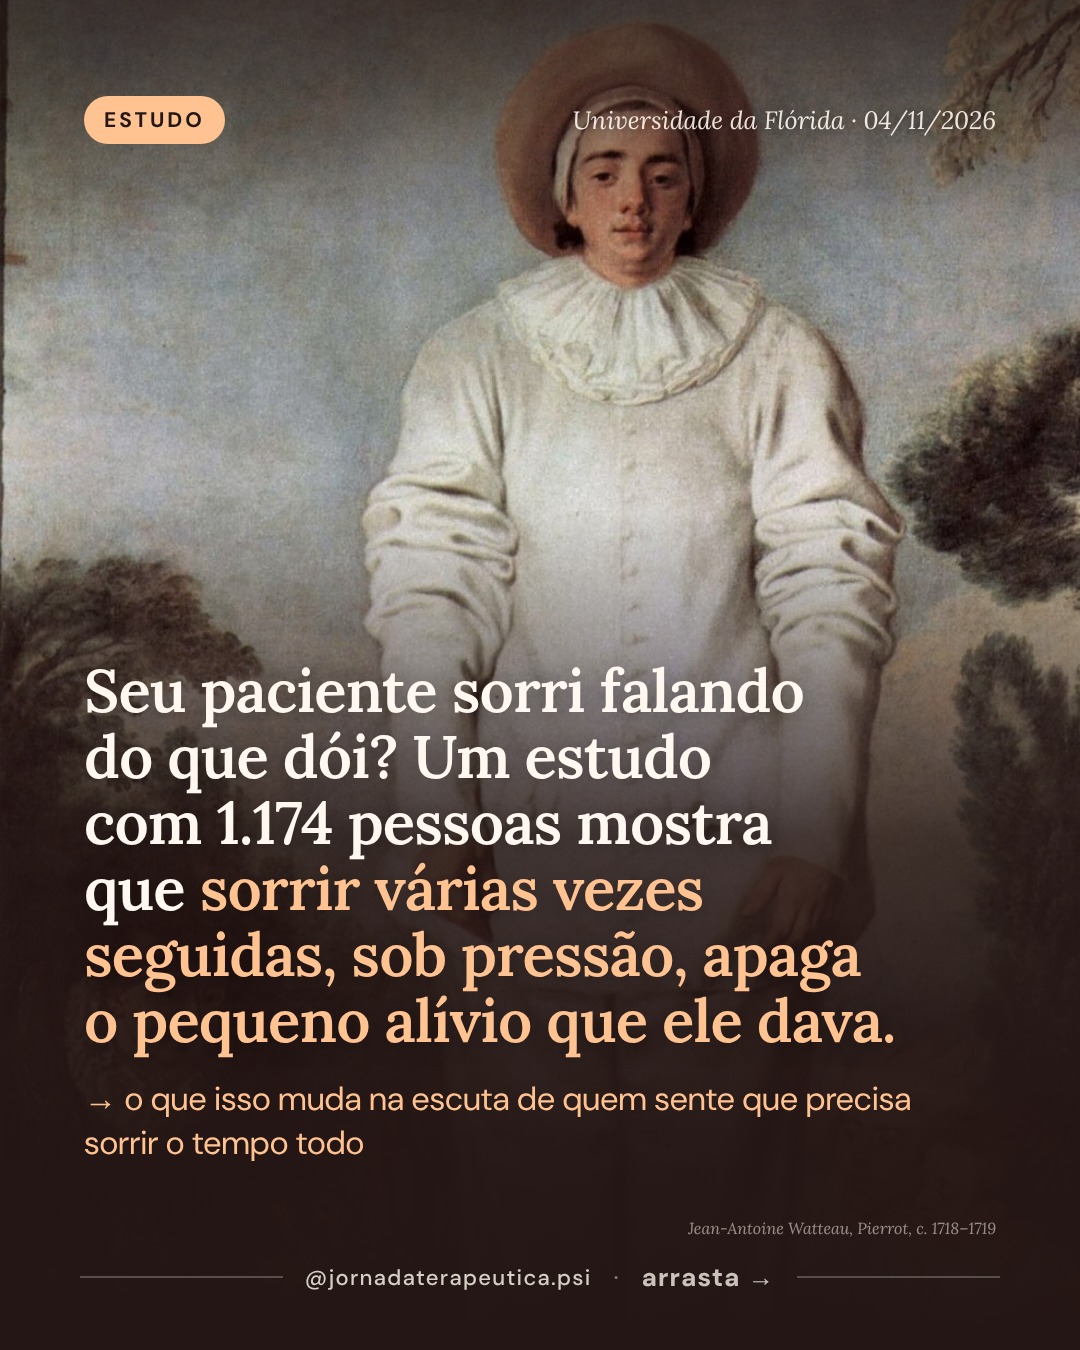 ESTUDO
Universidade da Flórida · 04/11/2026
Seu paciente sorri falando
do que dói? Um estudo
com 1.174 pessoas mostra
que sorrir várias vezes
seguidas, sob pressão, apaga
o pequeno alívio que ele dava.
→ o que isso muda na escuta de quem sente que precisa
sorrir o tempo todo
Jean-Antoine Watteau, Pierrot, c. 1718–1719
@jornadaterapeutica.psi · arrasta →